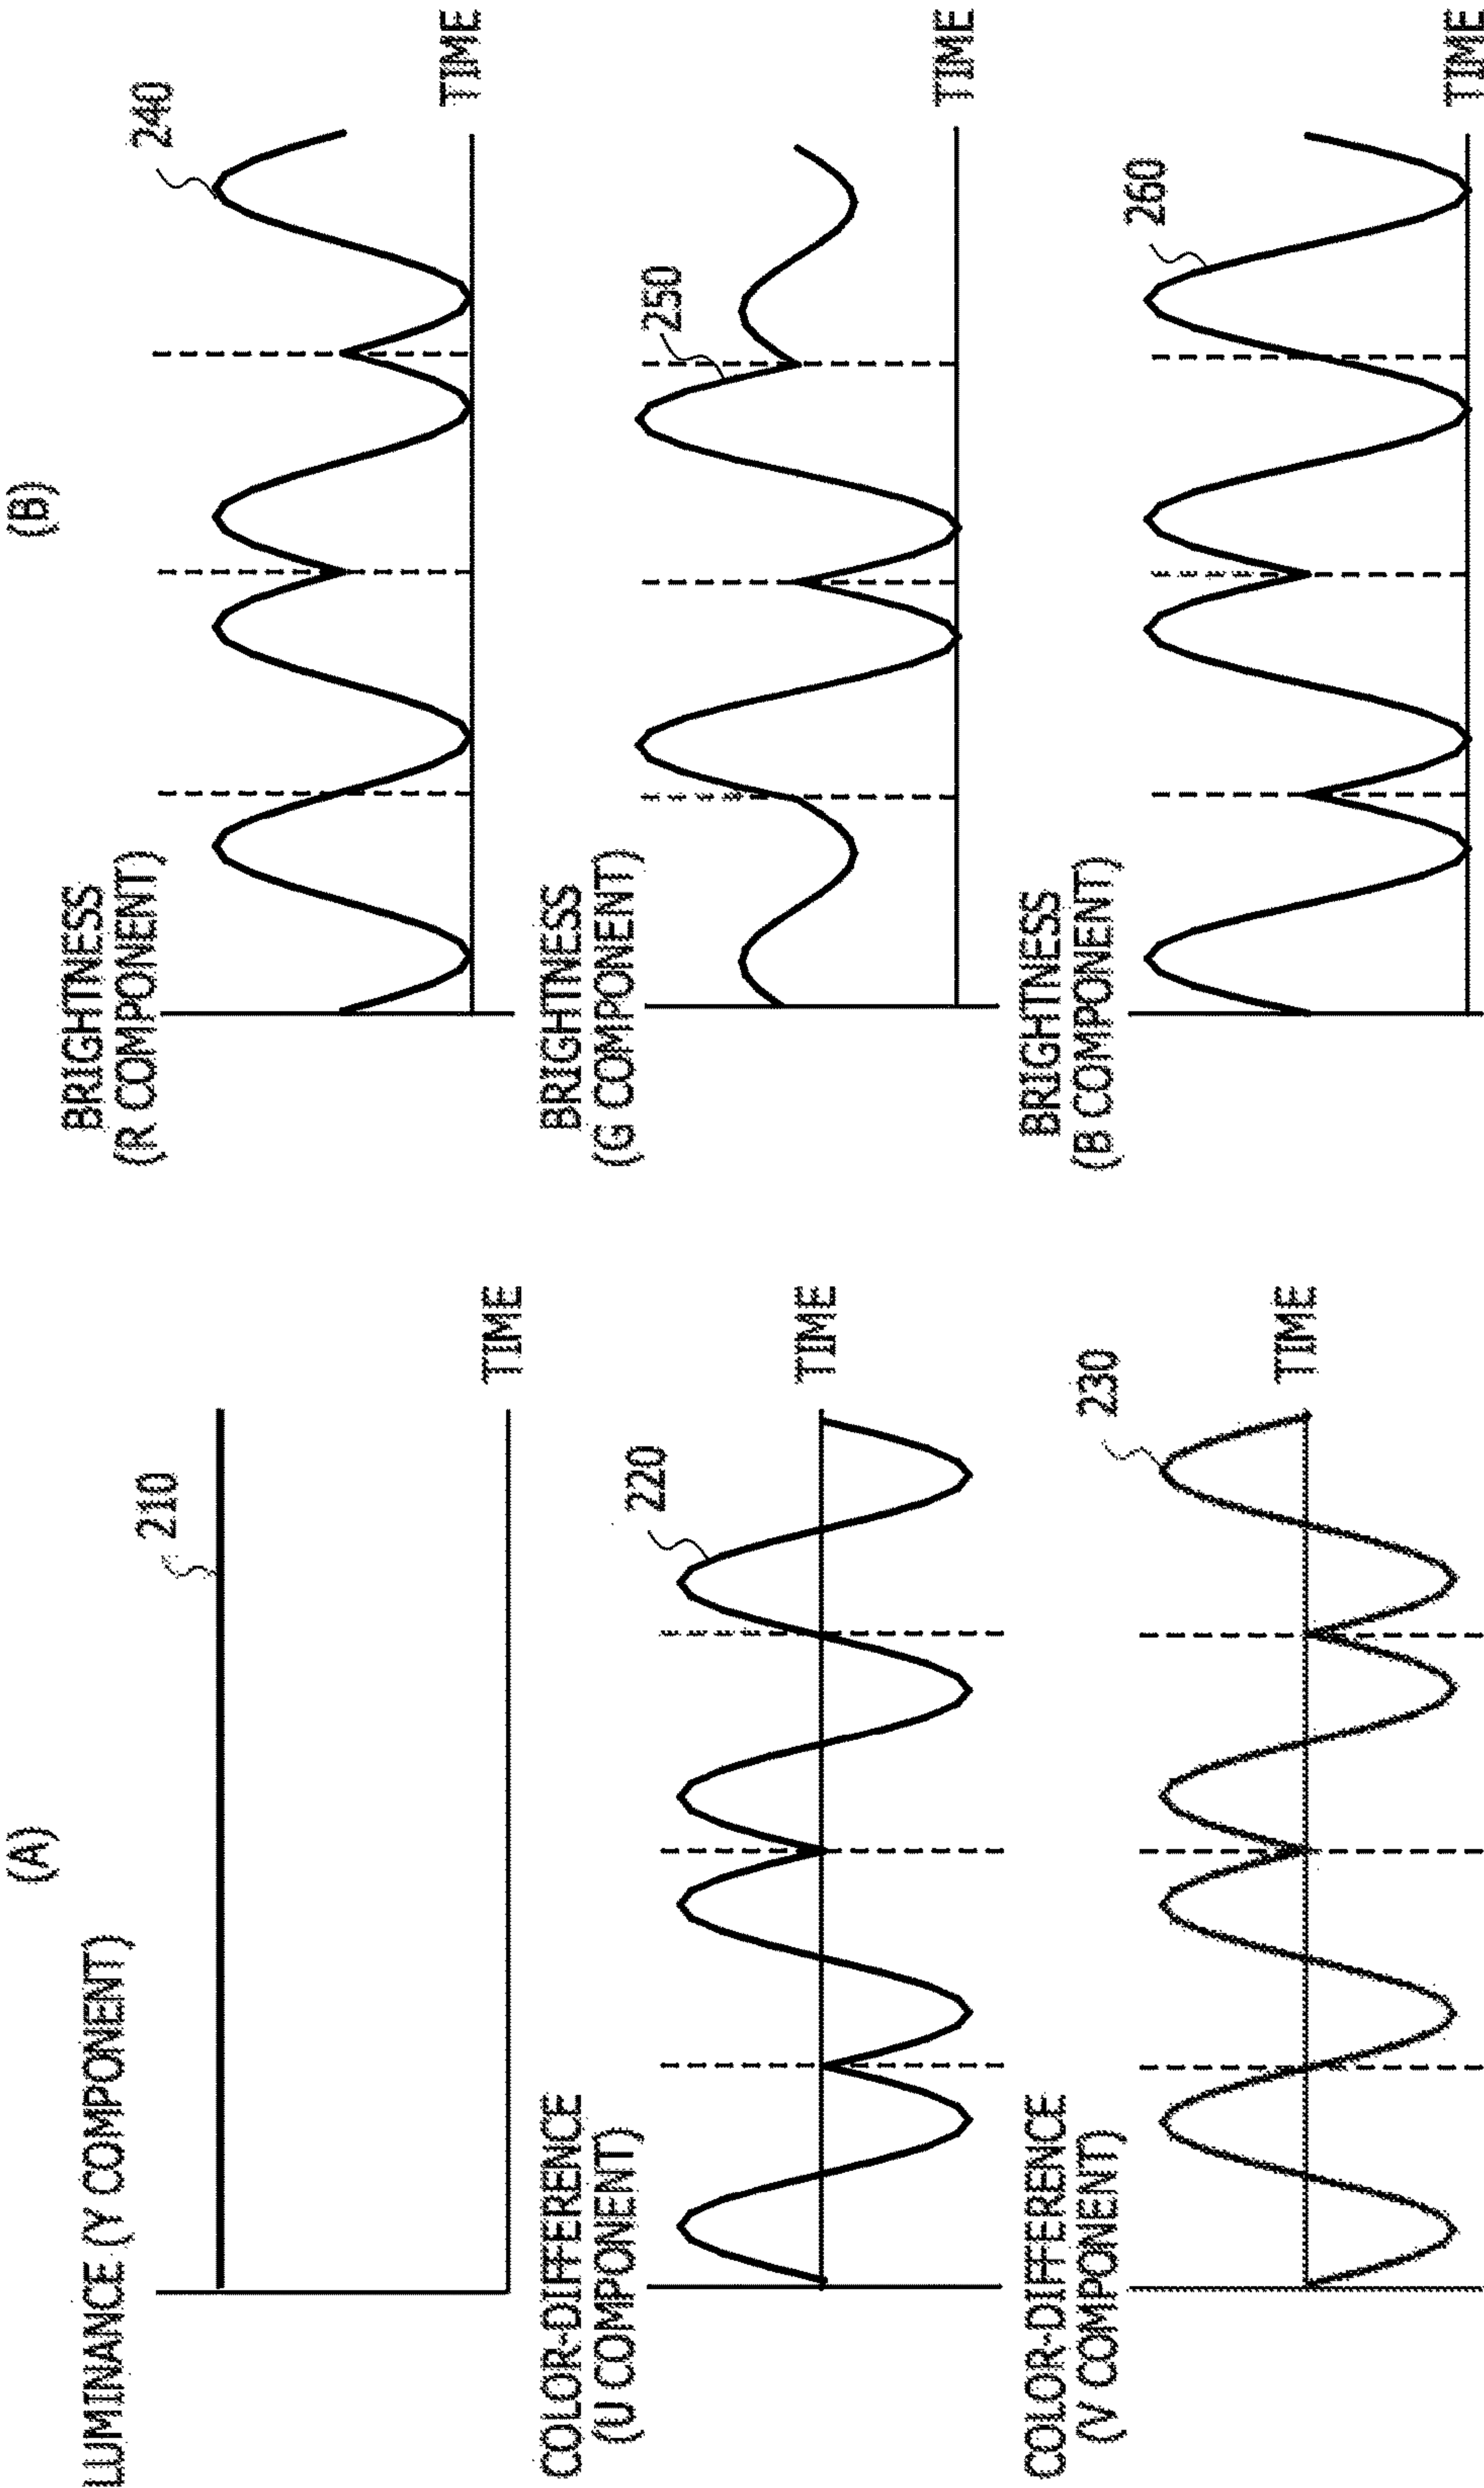 (A)
LUMINANCE (Y COMPONENT)
210
TIME
COLOR-DIFFERENCE
(U COMPONENT)
220
TIME
COLOR-DIFFERENCE
(V COMPONENT)
230
TIME
(B)
BRIGHTNESS
(R COMPONENT)
240
TIME
BRIGHTNESS
(G COMPONENT)
250
TIME
BRIGHTNESS
(B COMPONENT)
260
TIME